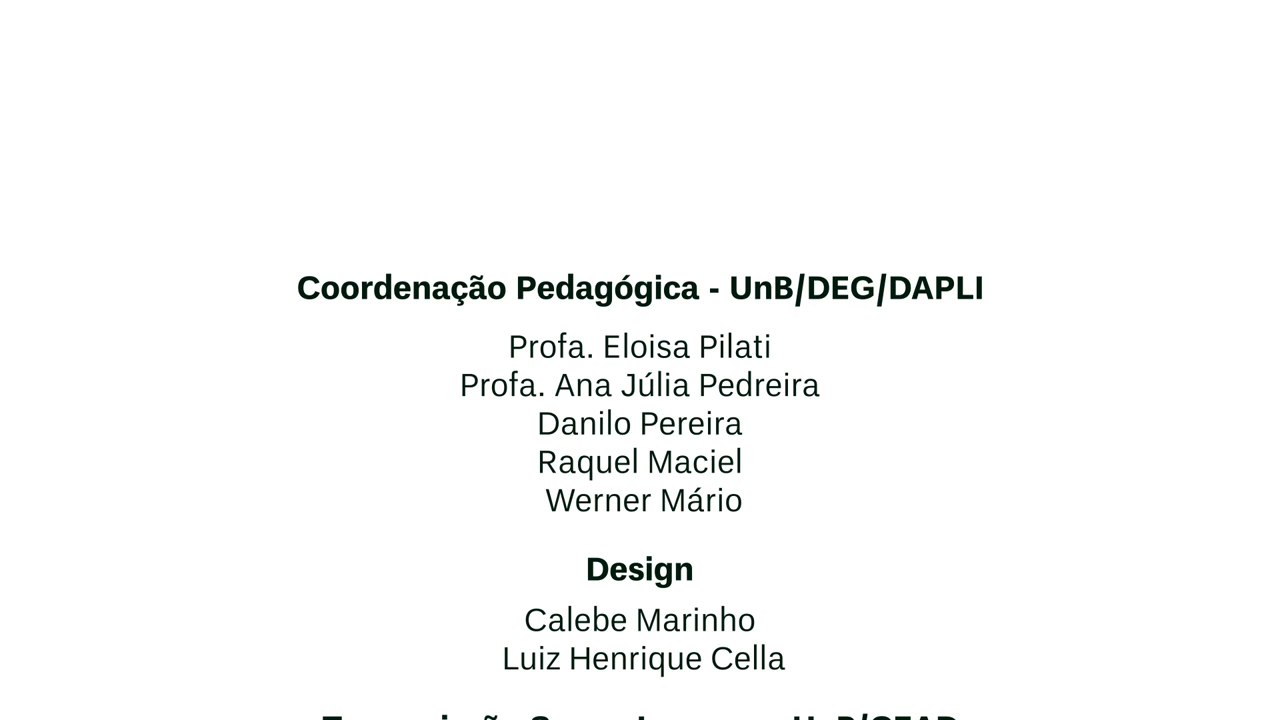 Coordenação Pedagógica - UnB/DEG/DAPLI
Profa. Eloisa Pilati
Profa. Ana Júlia Pedreira
Danilo Pereira
Raquel Maciel
Werner Mário
Design
Calebe Marinho
Luiz Henrique Cella